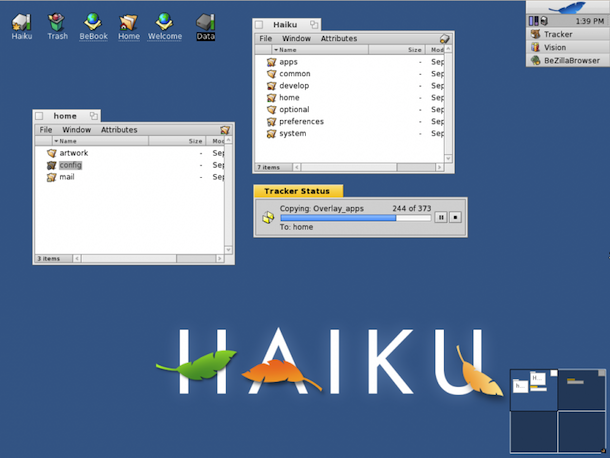 Haiku
Trash
BeBook
Home
Welcome
Data
Haiku
File Window Attributes
Name Size Mod
apps - Sep
common - Sep
develop - Sep
home - Sep
optional - Sep
preferences - Sep
system - Sep
7 items
1:39 PM
Tracker
Vision
BeZillaBrowser
home
File Window Attributes
Name Size Mo
artwork - Sep
config - Sep
mail - Sep
3 items
Tracker Status
Copying: Overlay_apps 244 of 373
To: home
HAIKU